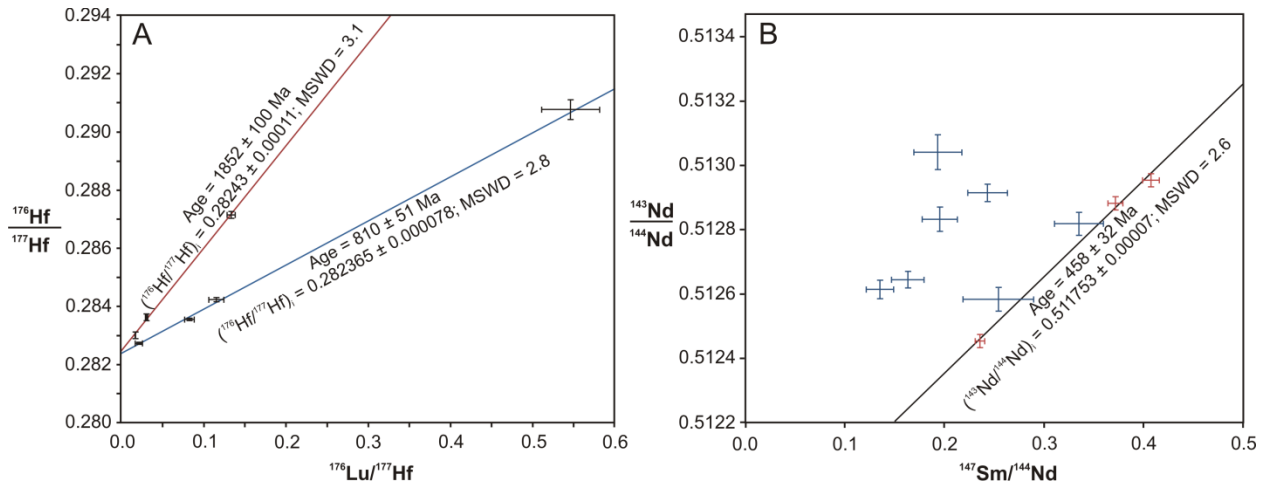 A
0.294
0.292
0.290
0.288
0.286
0.284
0.282
0.280
¹⁷⁶Hf
¹⁷⁷Hf
Age = 1852 ± 100 Ma
(¹⁷⁶Hf/¹⁷⁷Hf)ᵢ = 0.28243 ± 0.00011; MSWD = 3.1
Age = 810 ± 51 Ma
(¹⁷⁶Hf/¹⁷⁷Hf)ᵢ = 0.282365 ± 0.000078; MSWD = 2.8
0.0 0.1 0.2 0.3 0.4 0.5 0.6
¹⁷⁶Lu/¹⁷⁷Hf
B
0.5134
0.5132
0.5130
0.5128
0.5126
0.5124
0.5122
¹⁴³Nd
¹⁴⁴Nd
Age = 458 ± 32 Ma
(¹⁴³Nd/¹⁴⁴Nd)ᵢ = 0.511753 ± 0.00007; MSWD = 2.6
0.0 0.1 0.2 0.3 0.4 0.5
¹⁴⁷Sm/¹⁴⁴Nd